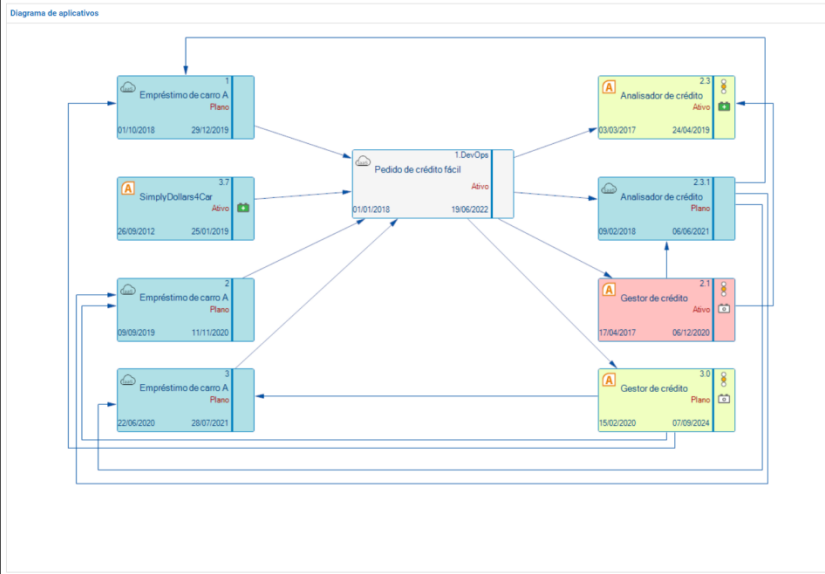 Diagrama de aplicativos
1
Empréstimo de carro A
Plano
01/10/2018 29/12/2019
3.7
SimplyDollars4Car
Ativo
26/09/2012 25/01/2019
2
Empréstimo de carro A
Plano
09/09/2019 11/11/2020
3
Empréstimo de carro A
Plano
22/06/2020 28/07/2021
1.DevOps
Pedido de crédito fácil
Ativo
01/01/2018 19/06/2022
A
2.3
Analisador de crédito
Ativo
03/03/2017 24/04/2019
2.3.1
Analisador de crédito
Plano
09/02/2018 06/06/2021
A
2.1
Gestor de crédito
Ativo
17/04/2017 06/12/2020
A
3.0
Gestor de crédito
Plano
15/02/2020 07/09/2024